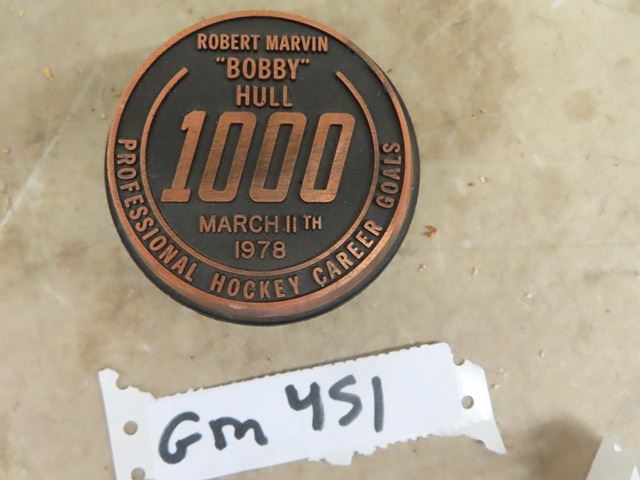 ROBERT MARVIN
"BOBBY"
HULL
1000
MARCH 11 TH
1978
PROFESSIONAL HOCKEY CAREER GOALS
Gm 451